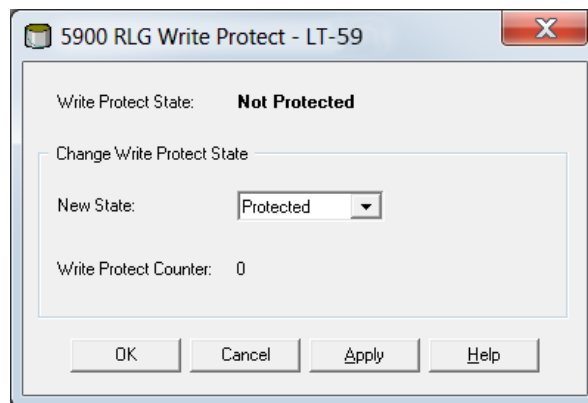 5900 RLG Write Protect - LT-59
Write Protect State: Not Protected
Change Write Protect State
New State: Protected
Write Protect Counter: 0
OK Cancel Apply Help